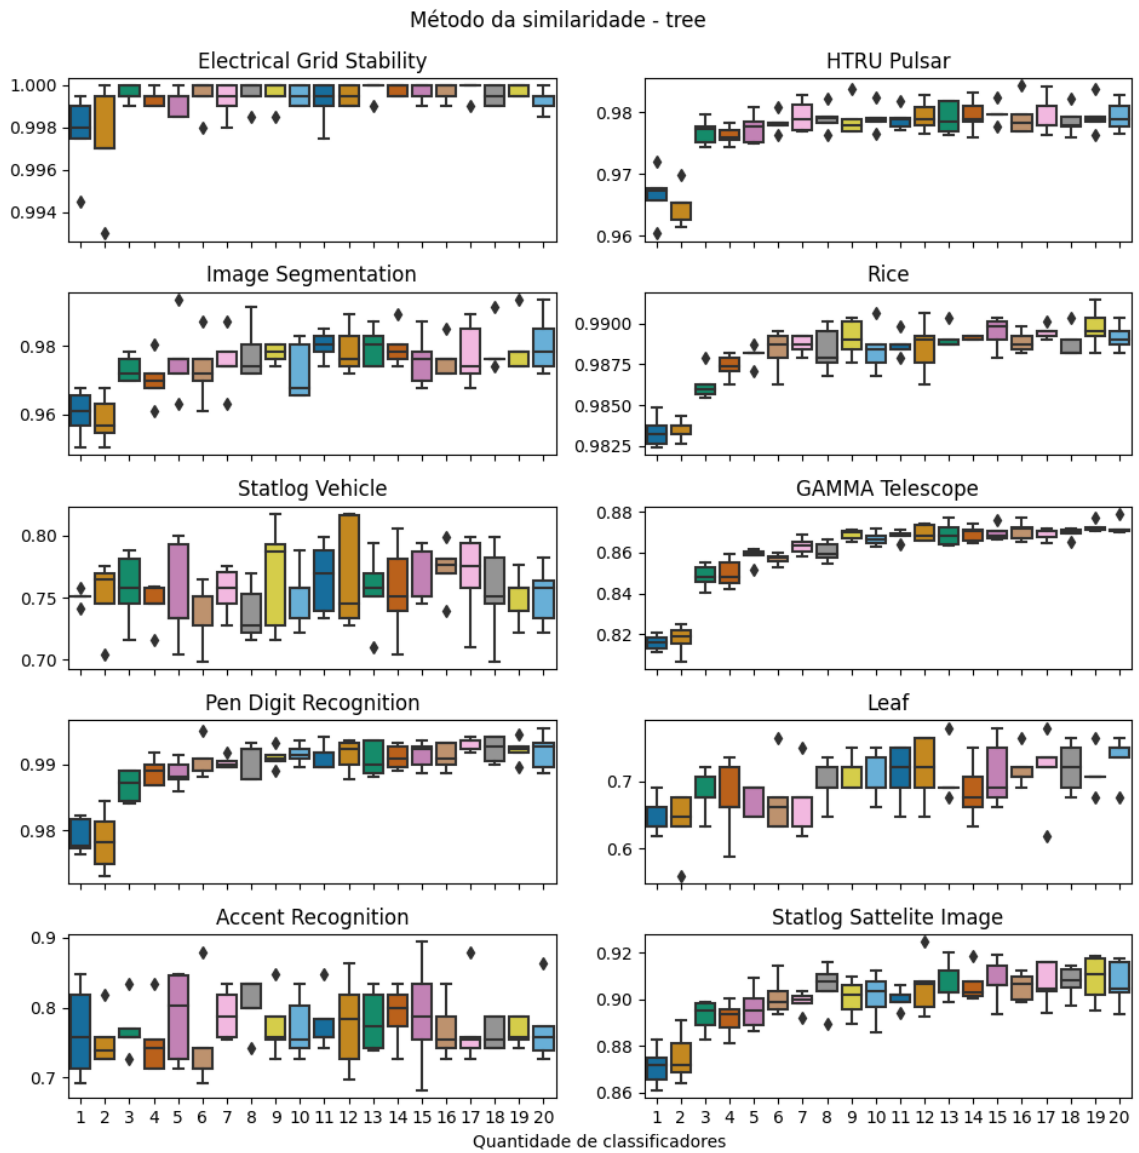 Método da similaridade - tree
Electrical Grid Stability
1.000
0.998
0.996
0.994
HTRU Pulsar
0.98
0.97
0.96
Image Segmentation
0.98
0.96
Rice
0.9900
0.9875
0.9850
0.9825
Statlog Vehicle
0.80
0.75
0.70
GAMMA Telescope
0.88
0.86
0.84
0.82
Pen Digit Recognition
0.99
0.98
Leaf
0.7
0.6
Accent Recognition
0.9
0.8
0.7
1 2 3 4 5 6 7 8 9 10 11 12 13 14 15 16 17 18 19 20
Statlog Sattelite Image
0.92
0.90
0.88
0.86
1 2 3 4 5 6 7 8 9 10 11 12 13 14 15 16 17 18 19 20
Quantidade de classificadores